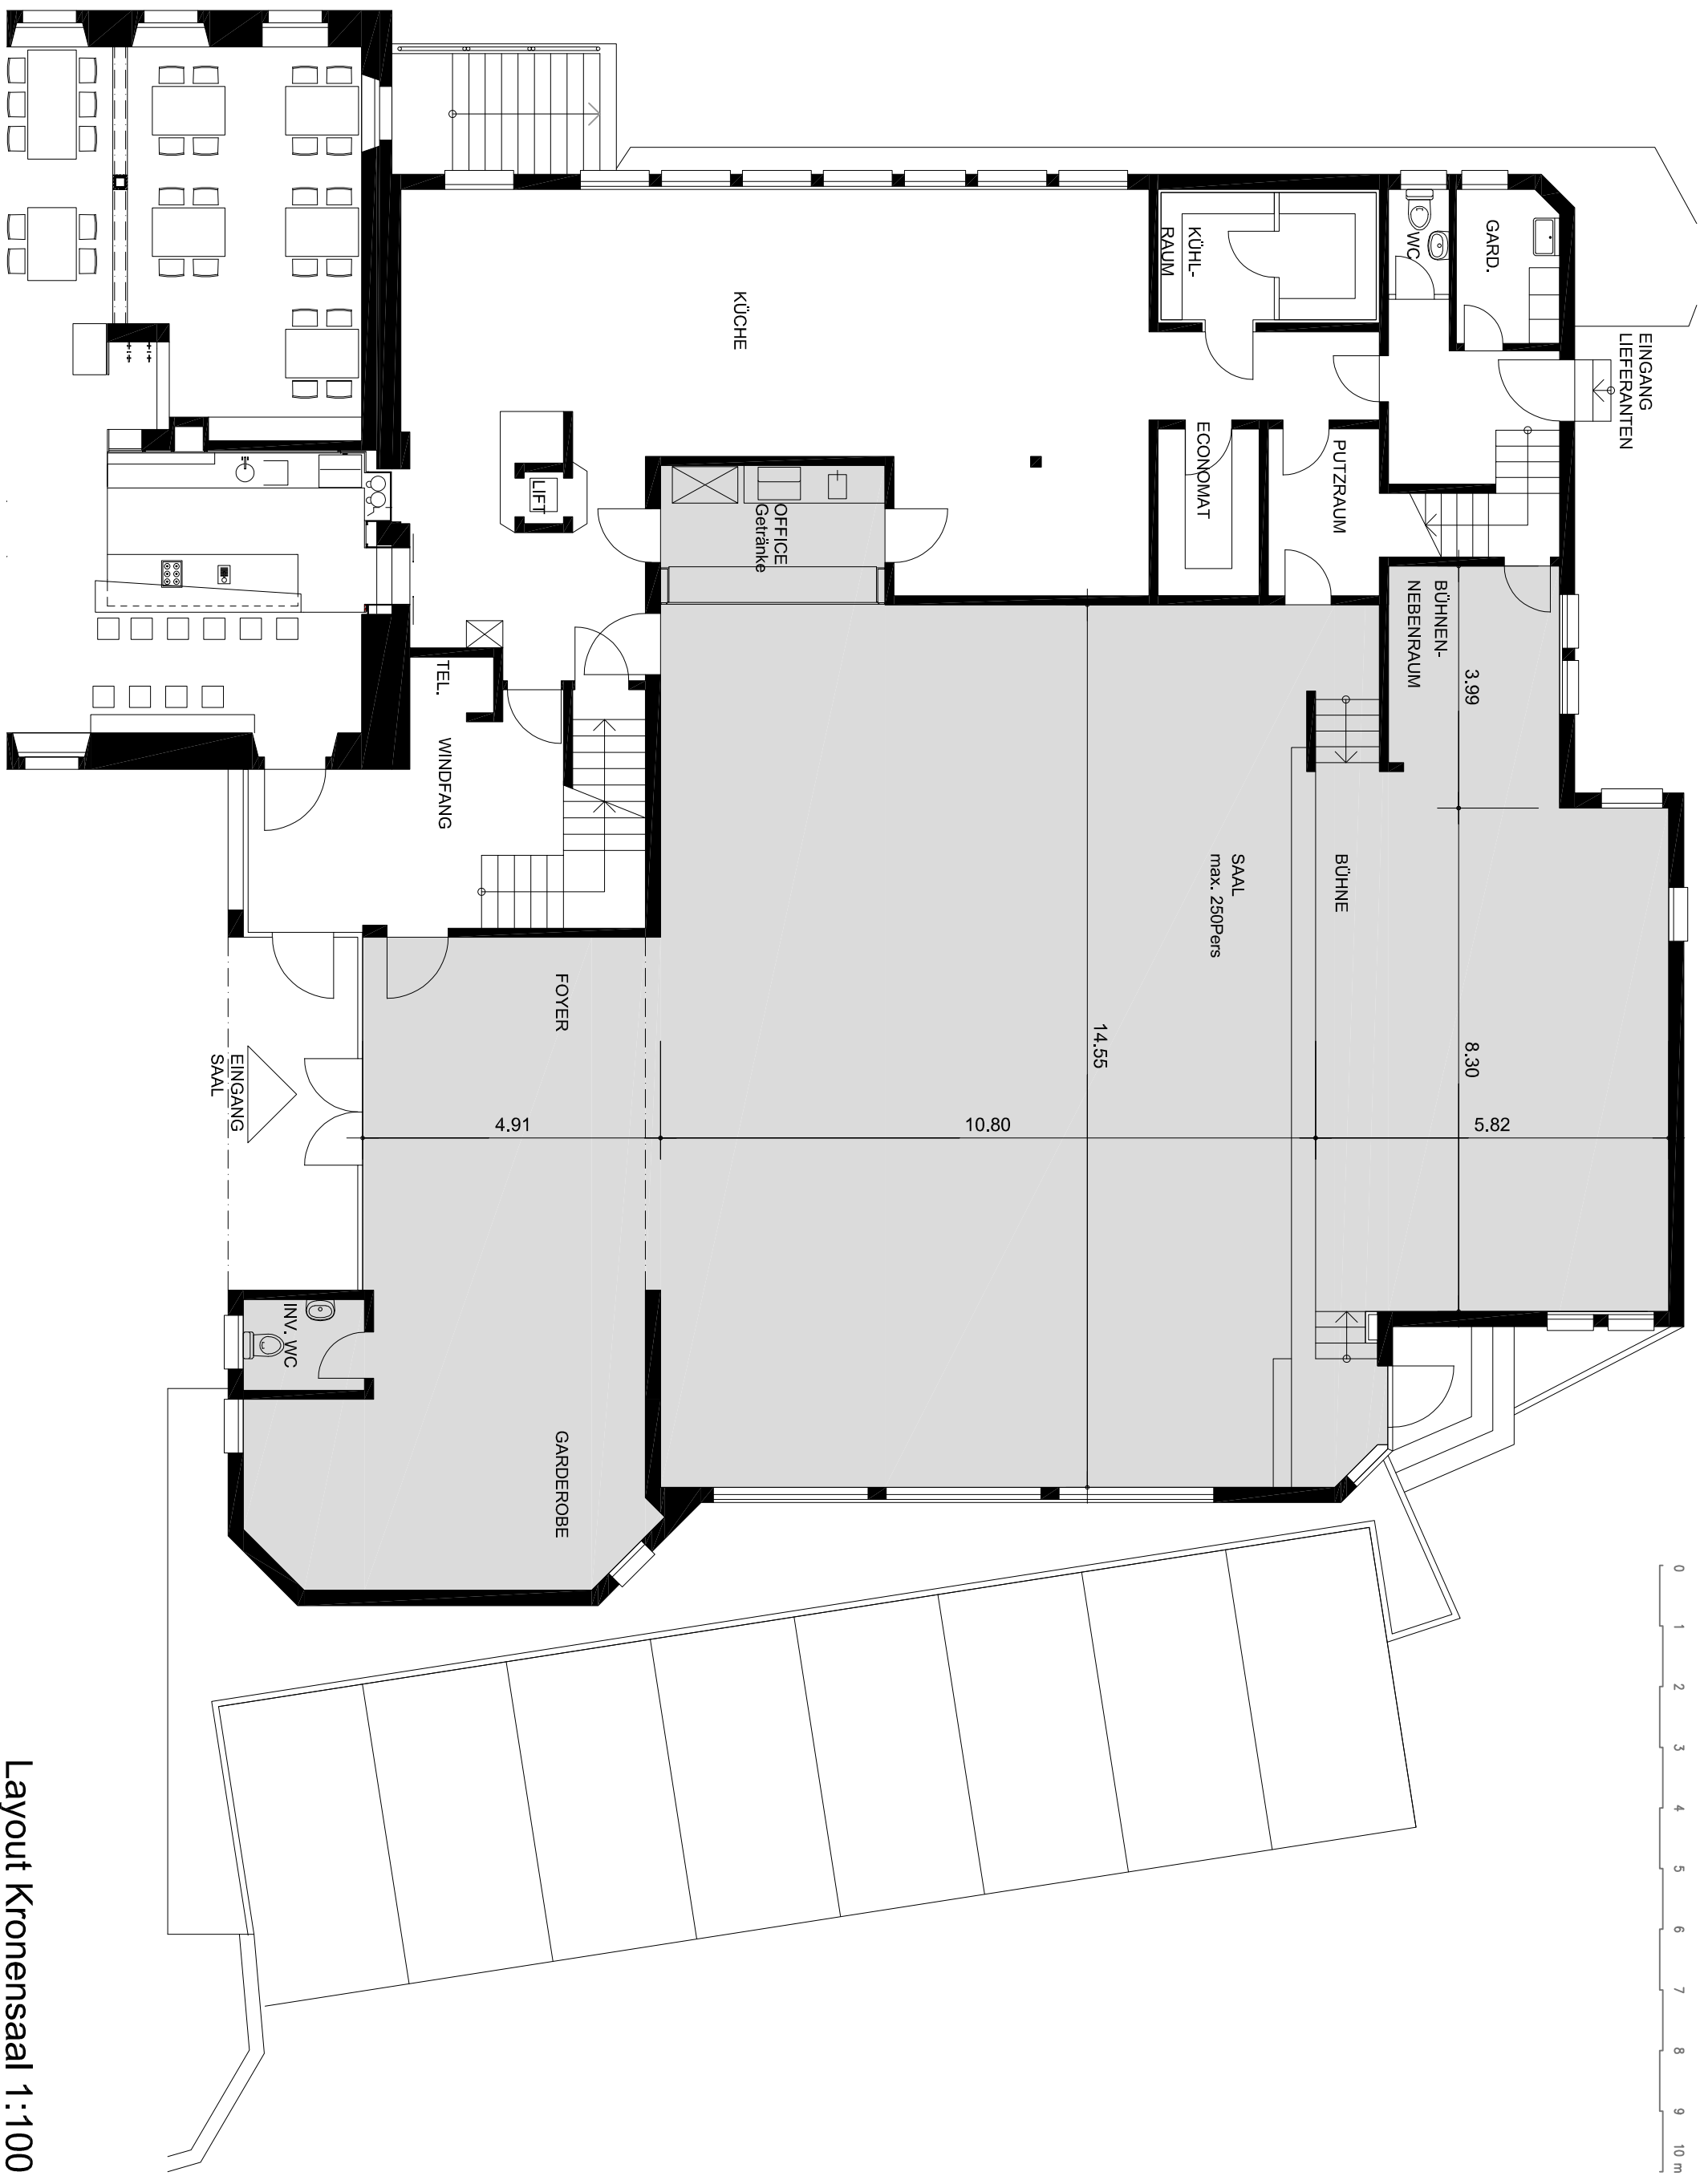 EINGANG
LIEFERANTEN
GARD.
WC
KÜHL-
RAUM
KÜCHE
PUTZRAUM
ECONOMAT
LIFT
OFFICE
Getränke
BÜHNEN-
NEBENRAUM
3.99
TEL.
WINDFANG
BÜHNE
SAAL
max. 250Pers
FOYER
14.55
8.30
EINGANG
SAAL
4.91
10.80
5.82
INV. WC
GARDEROBE
0 1 2 3 4 5 6 7 8 9 10 m
Layout Kronensaal 1:100